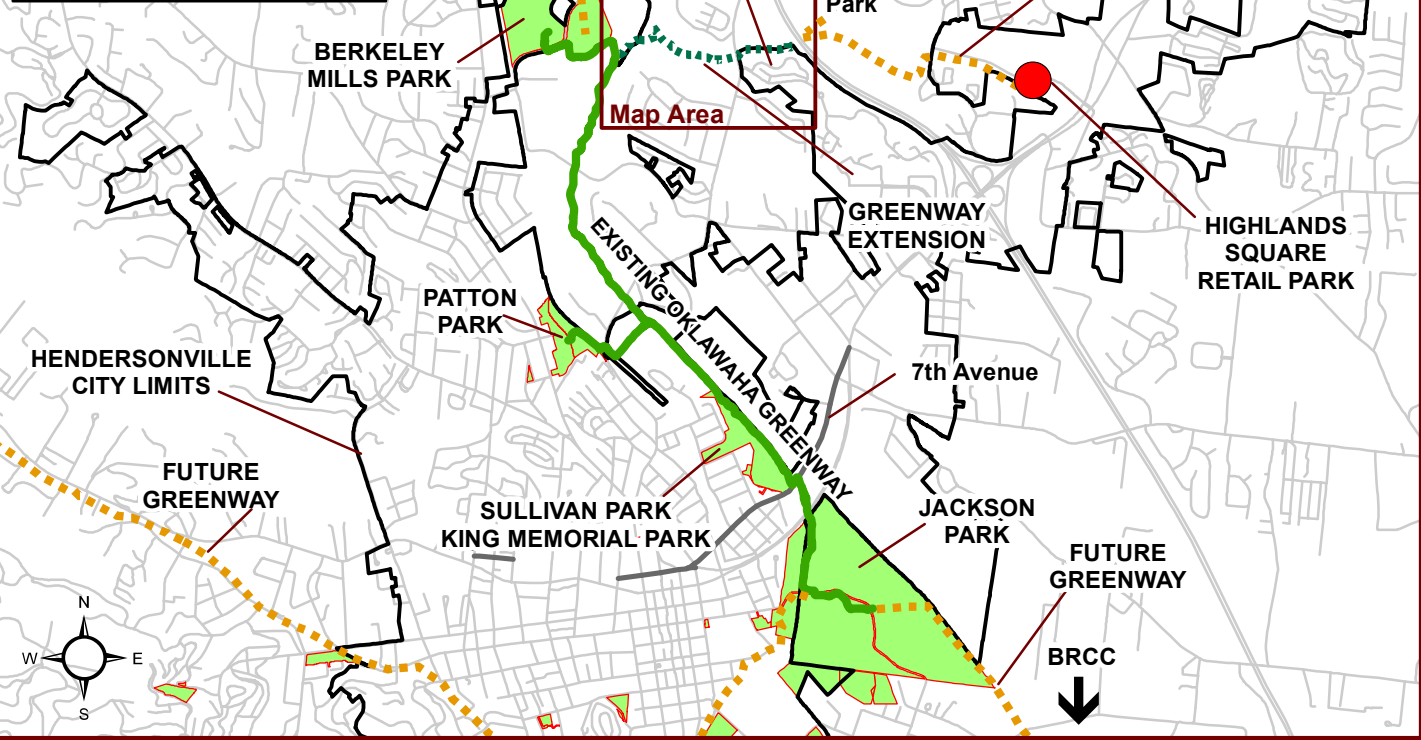 Park
BERKELEY
MILLS PARK
Map Area
GREENWAY
EXTENSION
HIGHLANDS
SQUARE
RETAIL PARK
EXISTING OKLAWAHA GREENWAY
PATTON
PARK
HENDERSONVILLE
CITY LIMITS
7th Avenue
FUTURE
GREENWAY
SULLIVAN PARK
KING MEMORIAL PARK
JACKSON
PARK
FUTURE
GREENWAY
N
W
E
S
BRCC